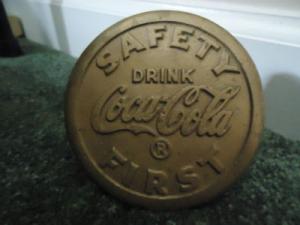 SAFETY
DRINK
Coca-Cola
®
FIRST